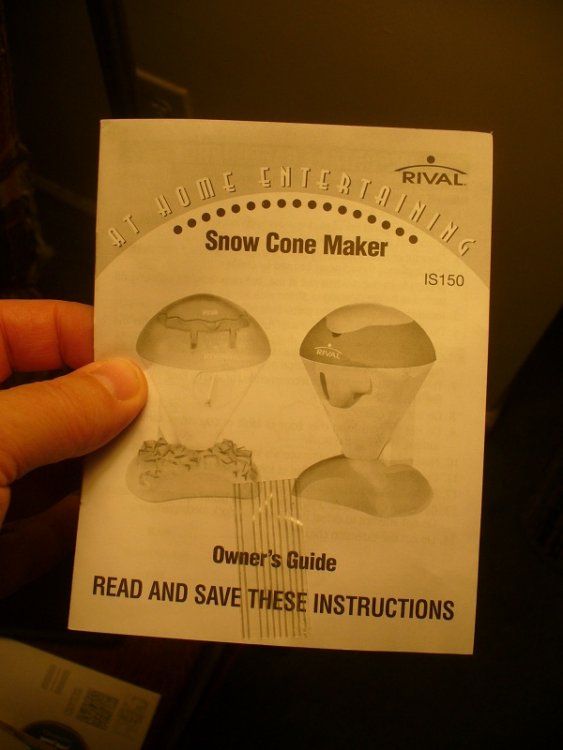 RIVAL
AT HOME ENTERTAINING
Snow Cone Maker
IS150
RIVAL
Owner's Guide
READ AND SAVE THESE INSTRUCTIONS